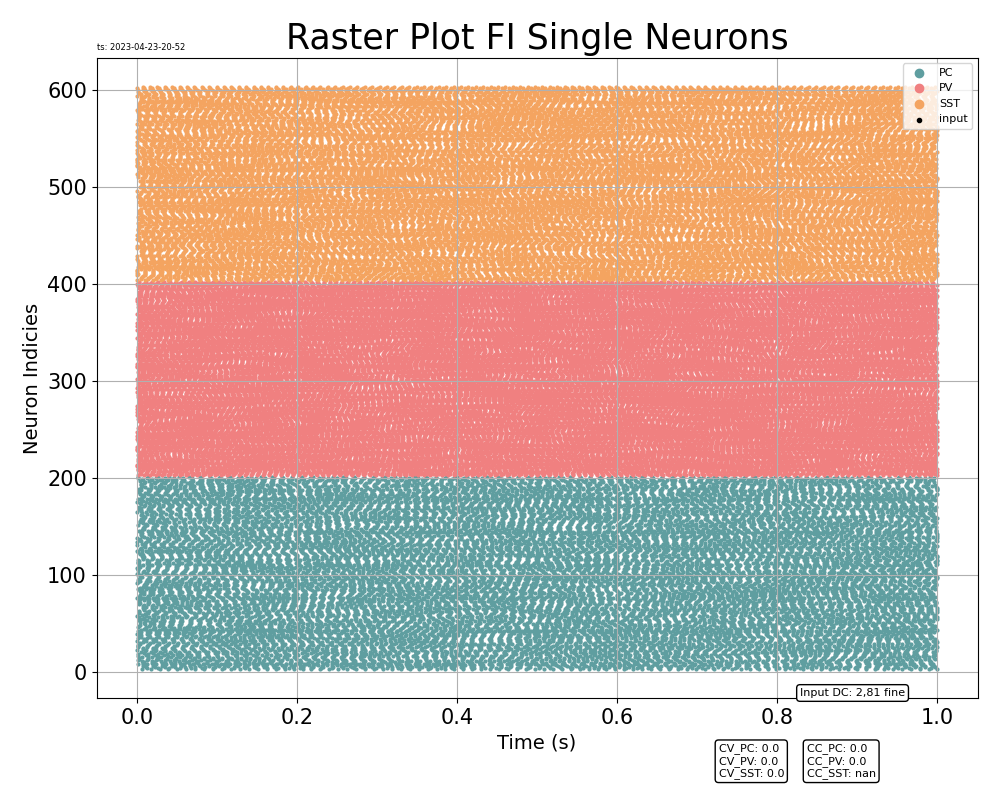 Raster Plot FI Single Neurons
ts: 2023-04-23-20-52
PC
PV
SST
input
600
500
400
300
200
100
0
Neuron Indicies
0.0
0.2
0.4
0.6
0.8
1.0
Time (s)
Input DC: 2,81 fine
CV_PC: 0.0
CV_PV: 0.0
CV_SST: 0.0
CC_PC: 0.0
CC_PV: 0.0
CC_SST: nan